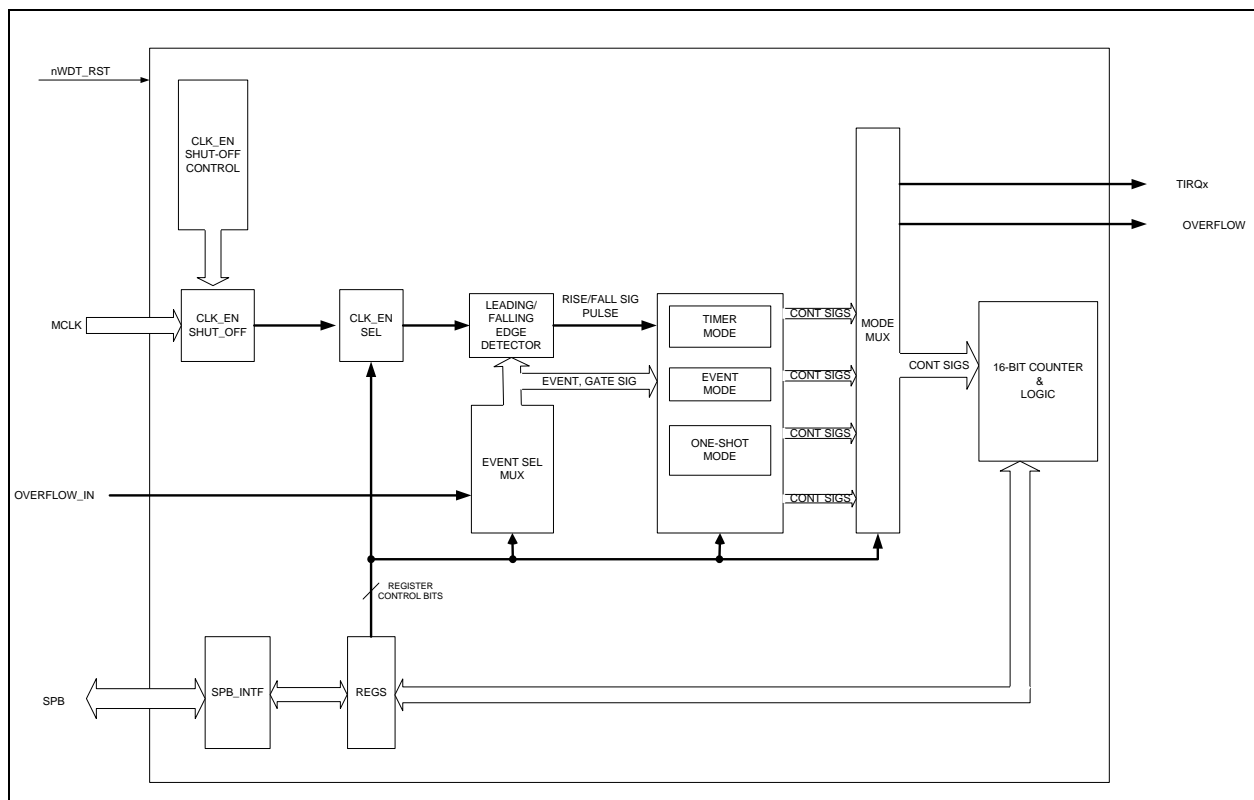 nWDT_RST
CLK_EN
SHUT-OFF
CONTROL
TIRQx
OVERFLOW
MCLK
CLK_EN
SHUT_OFF
CLK_EN
SEL
LEADING/
FALLING
EDGE
DETECTOR
RISE/FALL SIG
PULSE
EVENT, GATE SIG
TIMER
MODE
EVENT
MODE
ONE-SHOT
MODE
CONT SIGS
CONT SIGS
CONT SIGS
CONT SIGS
MODE
MUX
CONT SIGS
16-BIT COUNTER
&
LOGIC
OVERFLOW_IN
EVENT SEL
MUX
REGISTER
CONTROL BITS
SPB
SPB_INTF
REGS